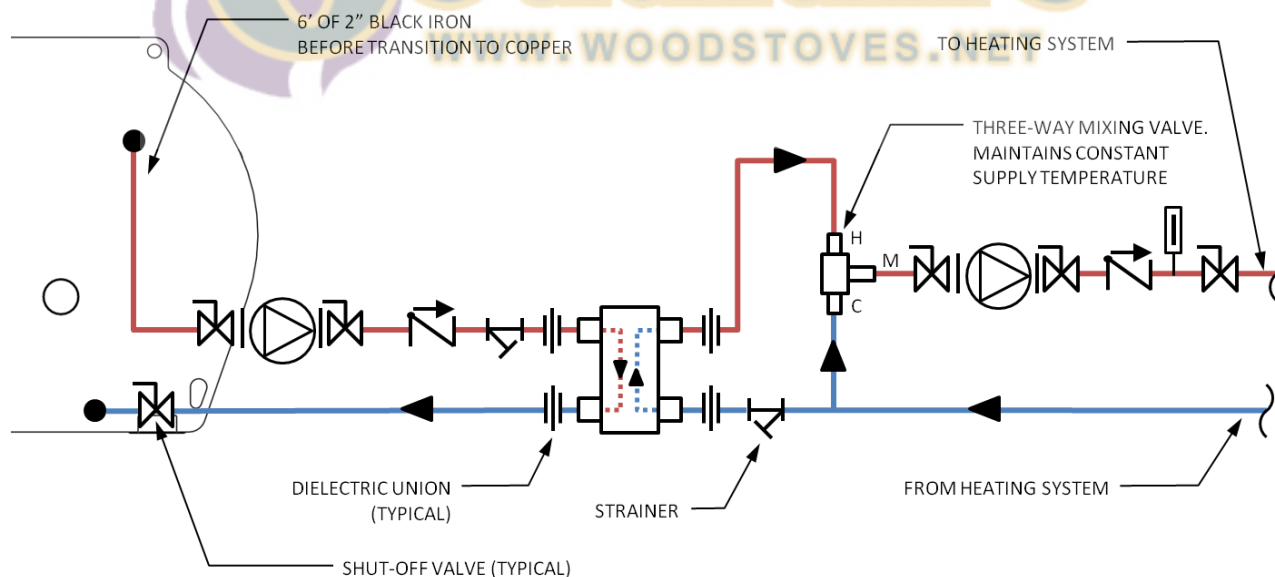 6' OF 2” BLACK IRON
BEFORE TRANSITION TO COPPER
WWW.WOODSTOVES.NET
TO HEATING SYSTEM
THREE-WAY MIXING VALVE.
MAINTAINS CONSTANT
SUPPLY TEMPERATURE
H
M
C
DIELECTRIC UNION
(TYPICAL)
STRAINER
FROM HEATING SYSTEM
SHUT-OFF VALVE (TYPICAL)